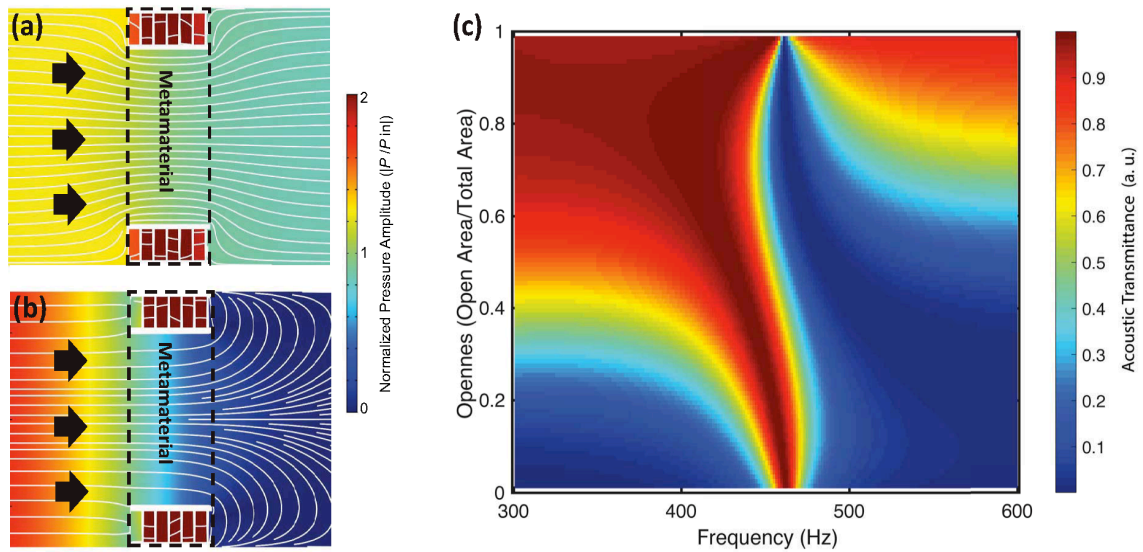 (a)
Metamaterial
(b)
Metamaterial
2
1
0
Normalized Pressure Amplitude (|P /P in|)
(c)
1
0.8
0.6
0.4
0.2
0
Opennes (Open Area/Total Area)
300
400
500
600
Frequency (Hz)
0.9
0.8
0.7
0.6
0.5
0.4
0.3
0.2
0.1
Acoustic Transmittance (a. u.)